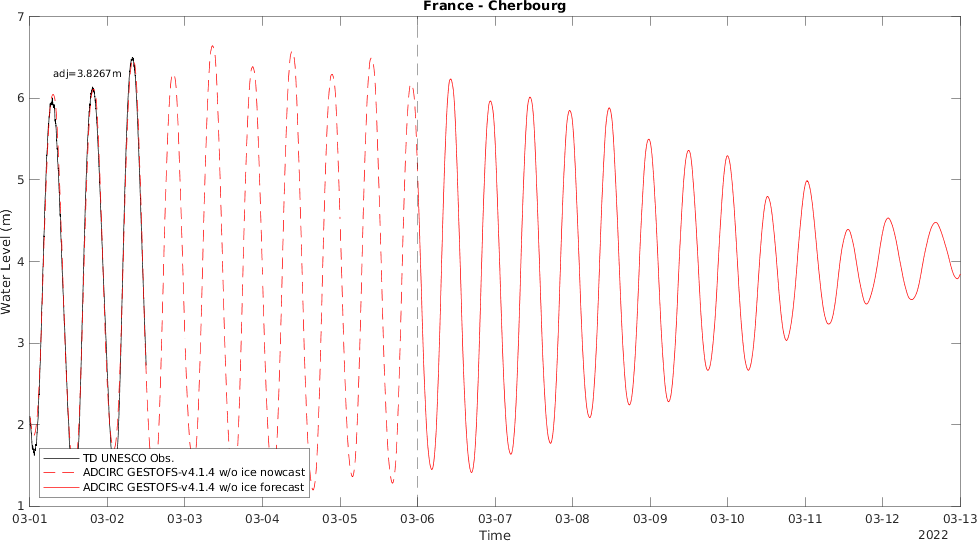 France - Cherbourg
7
6
5
4
3
2
1
Water Level (m)
adj=3.8267m
TD UNESCO Obs.
ADCIRC GESTOFS-v4.1.4 w/o ice nowcast
ADCIRC GESTOFS-v4.1.4 w/o ice forecast
03-01 03-02 03-03 03-04 03-05 03-06 03-07 03-08 03-09 03-10 03-11 03-12 03-13
Time
2022